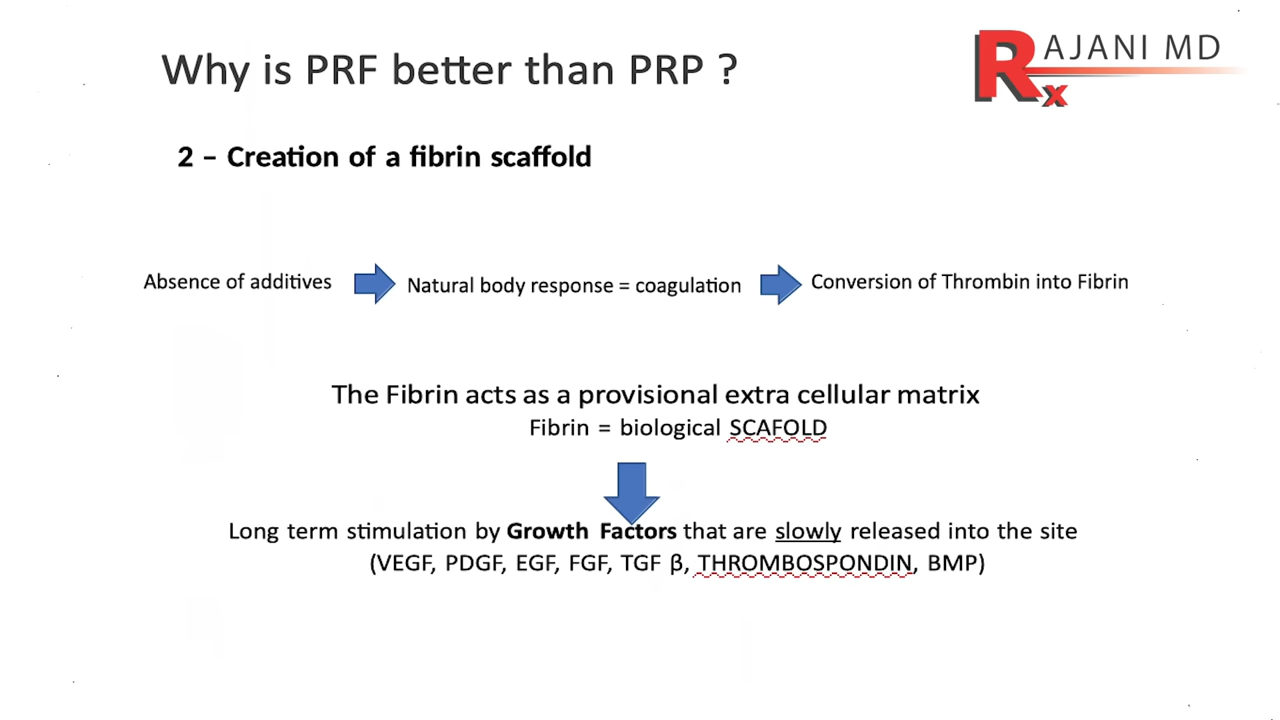 Why is PRF better than PRP ?
RX AJANI MD
2 – Creation of a fibrin scaffold
Absence of additives
Natural body response = coagulation
Conversion of Thrombin into Fibrin
The Fibrin acts as a provisional extra cellular matrix
Fibrin = biological SCAFOLD
Long term stimulation by Growth Factors that are slowly released into the site
(VEGF, PDGF, EGF, FGF, TGF β, THROMBOSPONDIN, BMP)